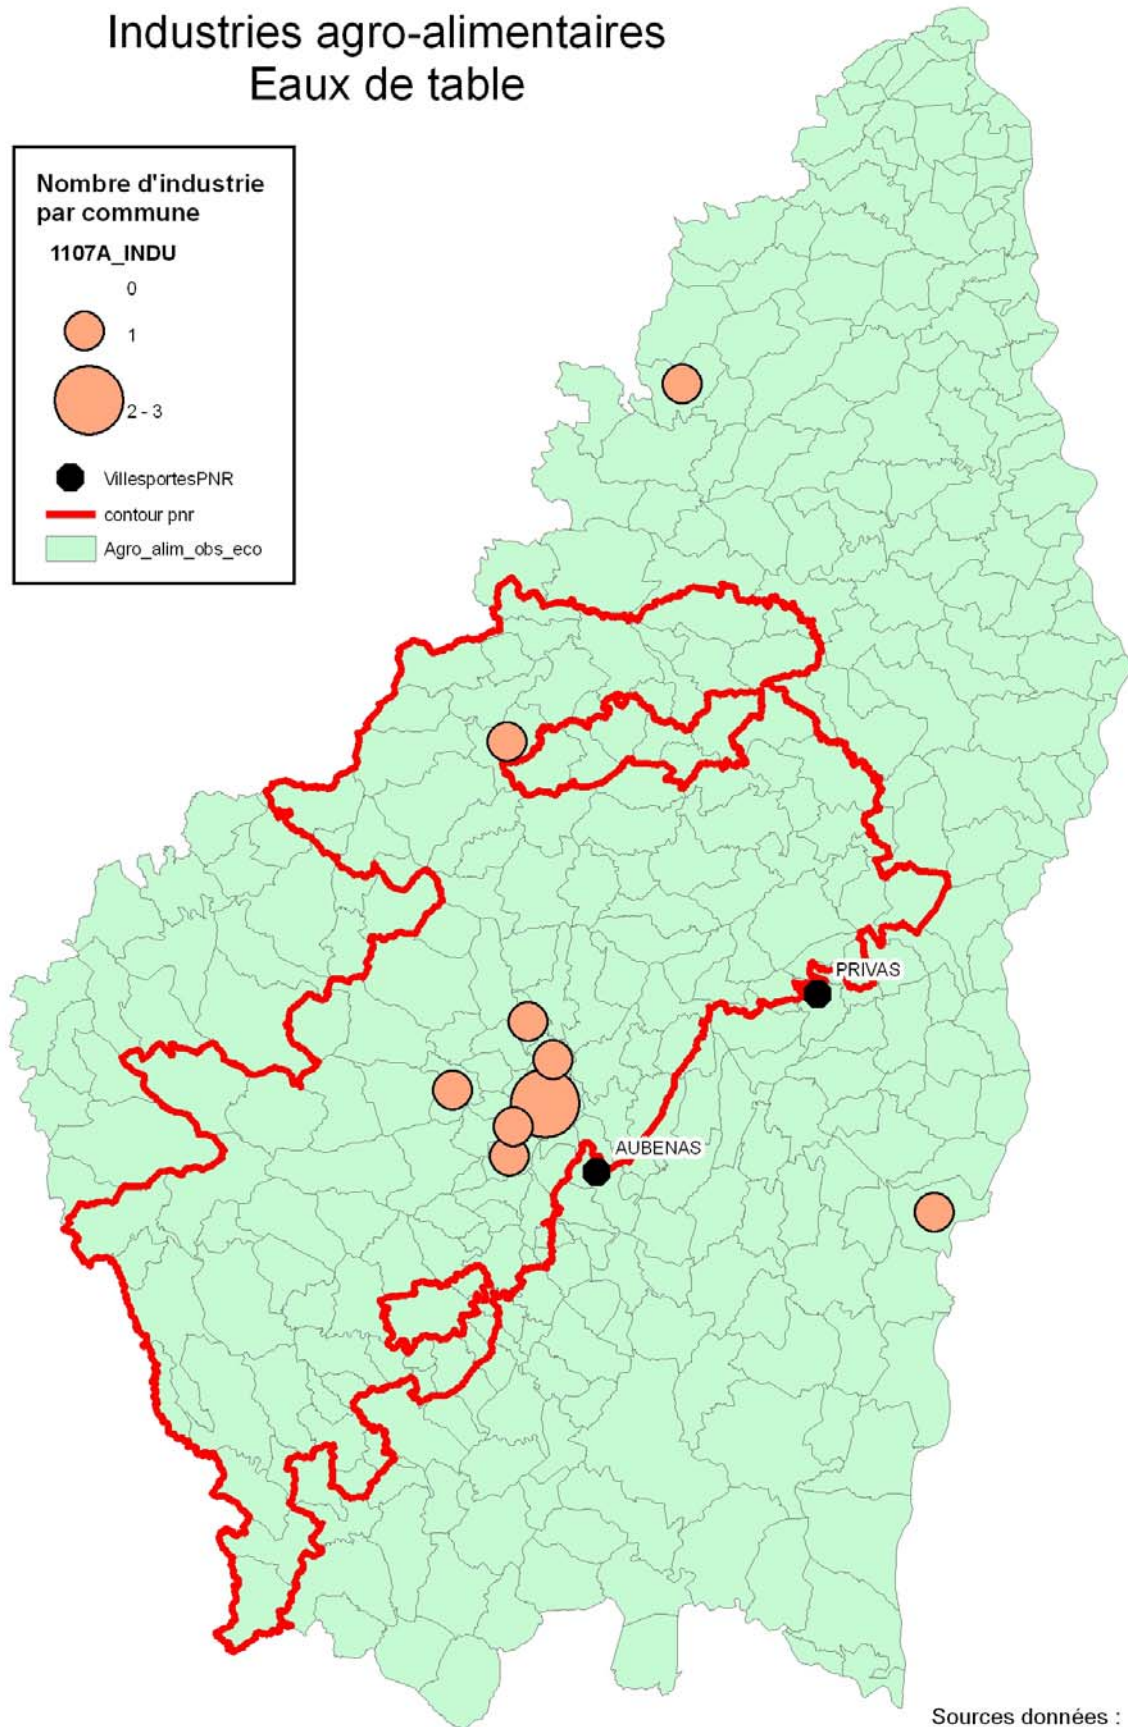 Industries agro-alimentaires
Eaux de table
Nombre d'industrie
par commune
1107A_INDU
0
1
2 - 3
VillesportesPNR
contour pnr
Agro_alim_obs_eco
PRIVAS
AUBENAS
Sources données :